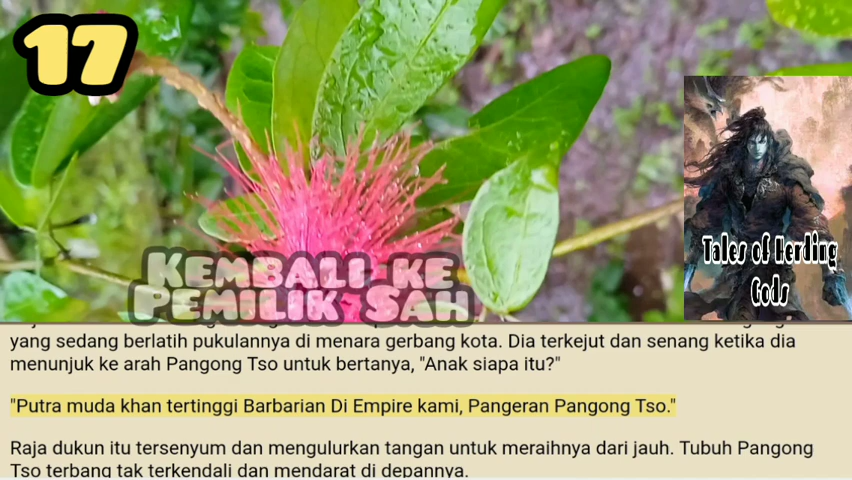 17
Tales of Herding
Gods
KEMBALI KE
PEMILIK SAH
yang sedang berlatih pukulannya di menara gerbang kota. Dia terkejut dan senang ketika dia
menunjuk ke arah Pangong Tso untuk bertanya, "Anak siapa itu?"
"Putra muda khan tertinggi Barbarian Di Empire kami, Pangeran Pangong Tso."
Raja dukun itu tersenyum dan mengulurkan tangan untuk meraihnya dari jauh. Tubuh Pangong
Tso terbang tak terkendali dan mendarat di depannya.